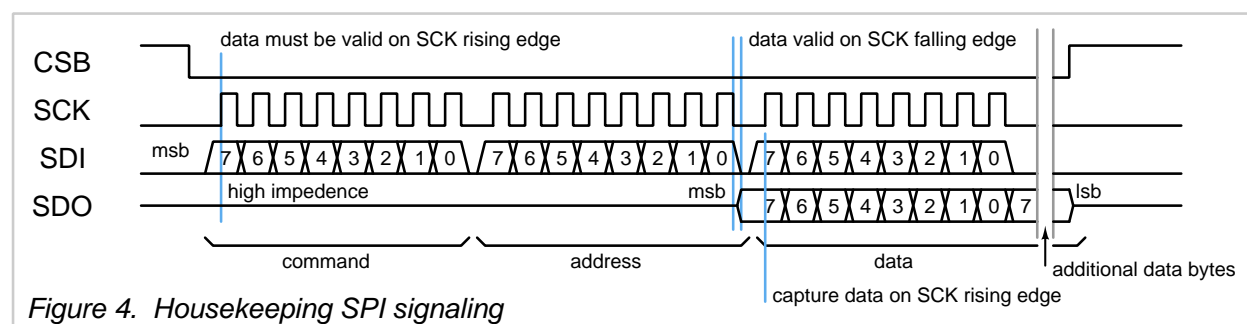 data must be valid on SCK rising edge
data valid on SCK falling edge
CSB
SCK
SDI
msb
7 6 5 4 3 2 1 0
7 6 5 4 3 2 1 0
7 6 5 4 3 2 1 0
SDO
high impedence
msb
7 6 5 4 3 2 1 0 7
lsb
command
address
data
additional data bytes
capture data on SCK rising edge
Figure 4. Housekeeping SPI signaling